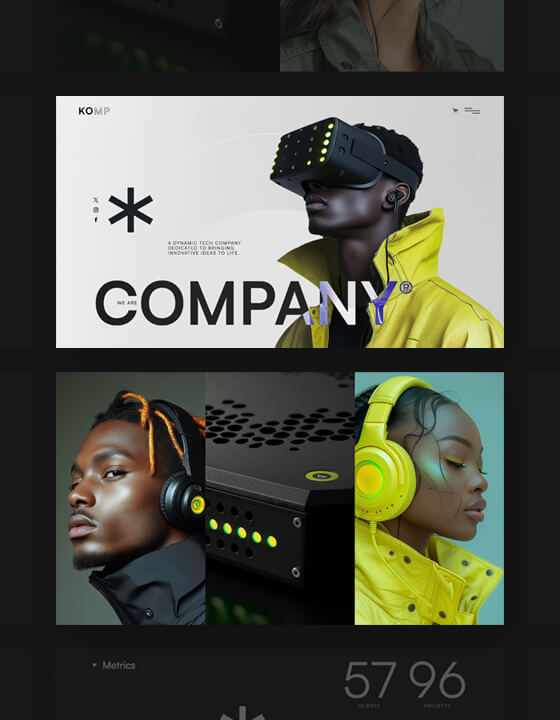 KOMP
A DYNAMIC TECH COMPANY
DEDICATED TO BRINGING
INNOVATIVE IDEAS TO LIFE.
WE ARE
COMPANY®
Metrics
57 96
CLIENTS PROJECTS